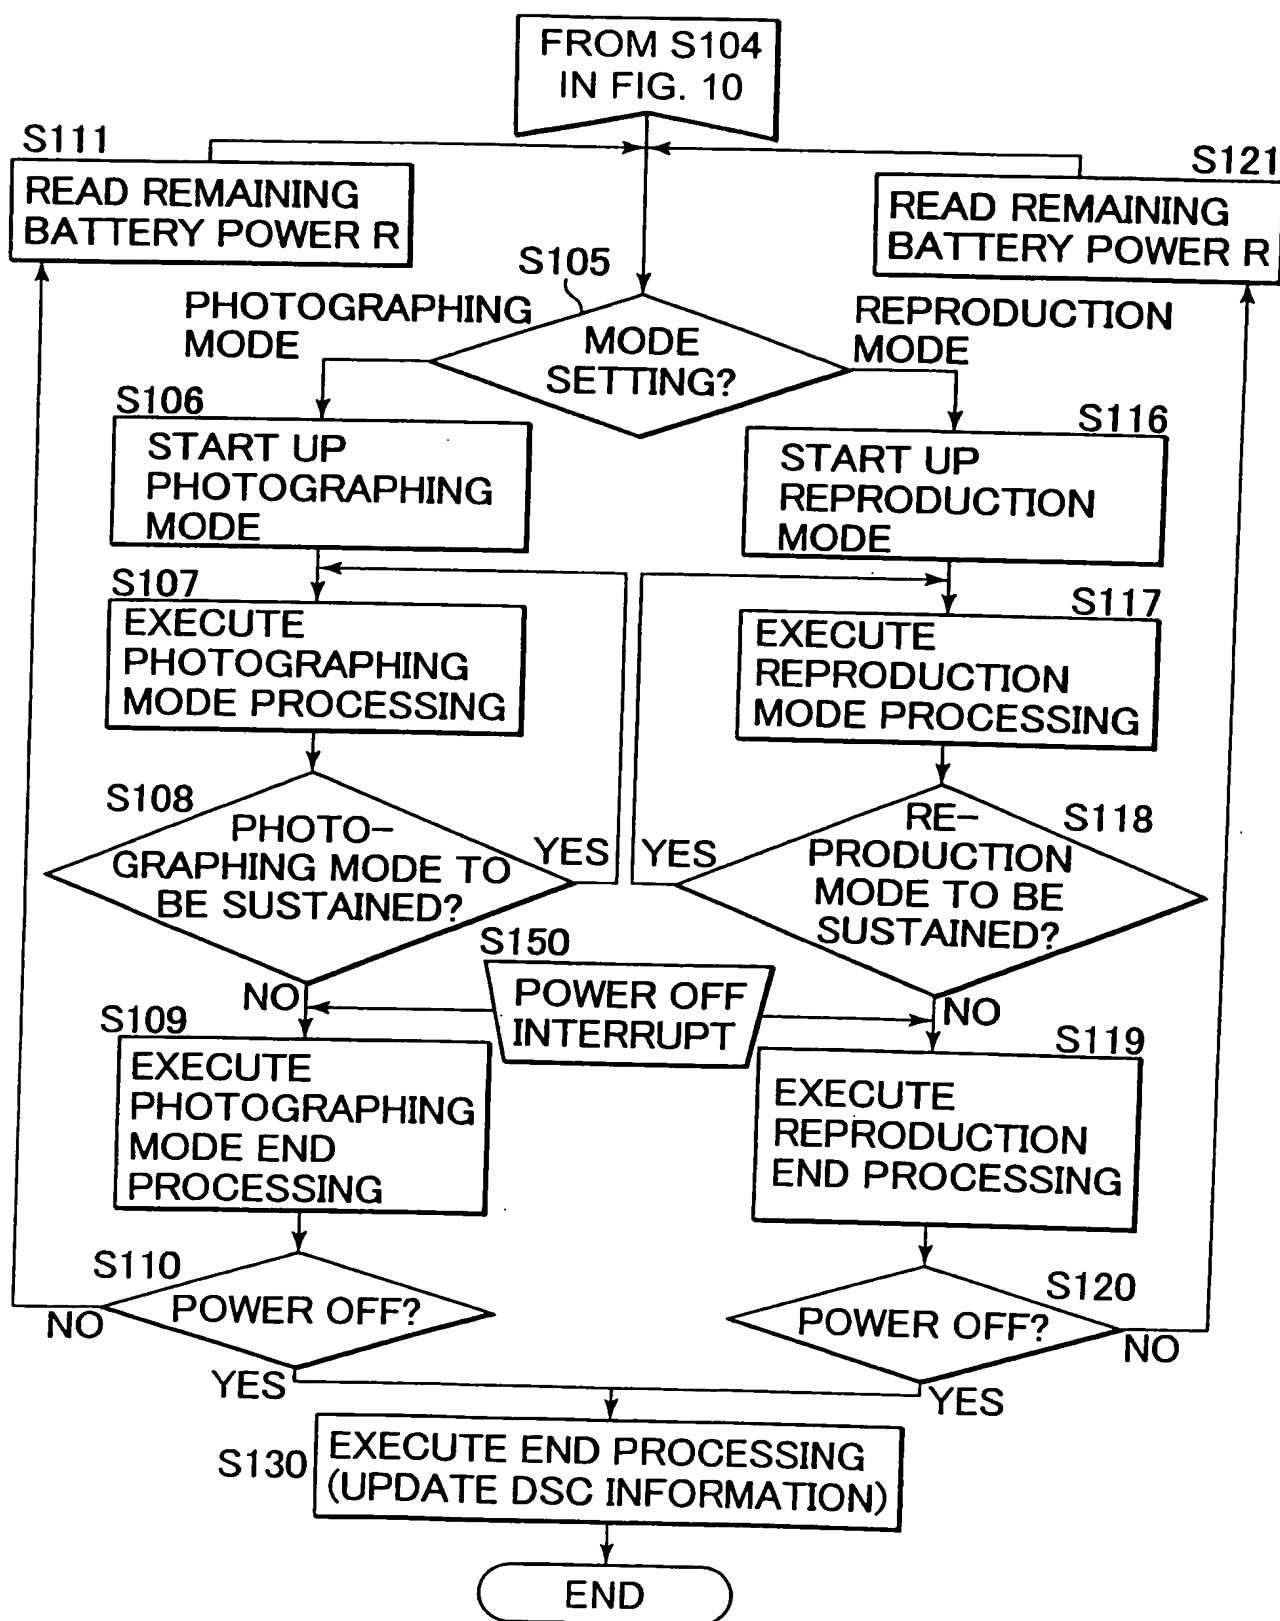 FROM S104
IN FIG. 10
S111
READ REMAINING
BATTERY POWER R
S121
READ REMAINING
BATTERY POWER R
S105
PHOTOGRAPHING
MODE
MODE
SETTING?
REPRODUCTION
MODE
S106
START UP
PHOTOGRAPHING
MODE
S116
START UP
REPRODUCTION
MODE
S107
EXECUTE
PHOTOGRAPHING
MODE PROCESSING
S117
EXECUTE
REPRODUCTION
MODE PROCESSING
S108
PHOTO-
GRAPHING MODE TO
BE SUSTAINED?
YES
YES
RE-
PRODUCTION
MODE TO BE
SUSTAINED?
S118
S150
POWER OFF
INTERRUPT
NO
NO
S109
EXECUTE
PHOTOGRAPHING
MODE END
PROCESSING
S119
EXECUTE
REPRODUCTION
END PROCESSING
S110
POWER OFF?
NO
YES
S120
POWER OFF?
NO
YES
S130
EXECUTE END PROCESSING
(UPDATE DSC INFORMATION)
END